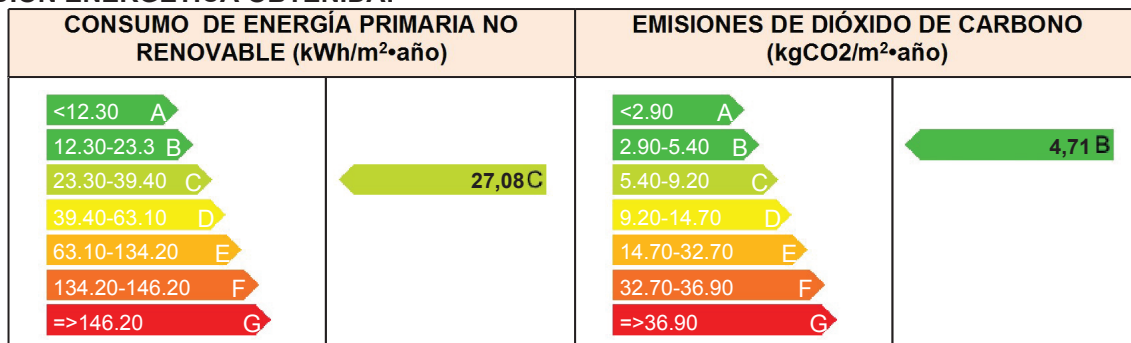 CONSUMO DE ENERGÍA PRIMARIA NO
RENOVABLE (kWh/m²•año)
<12.30 A
12.30-23.3 B
23.30-39.40 C
39.40-63.10 D
63.10-134.20 E
134.20-146.20 F
=>146.20 G
27,08 C
EMISIONES DE DIÓXIDO DE CARBONO
(kgCO2/m²•año)
<2.90 A
2.90-5.40 B
5.40-9.20 C
9.20-14.70 D
14.70-32.70 E
32.70-36.90 F
=>36.90 G
4,71 B